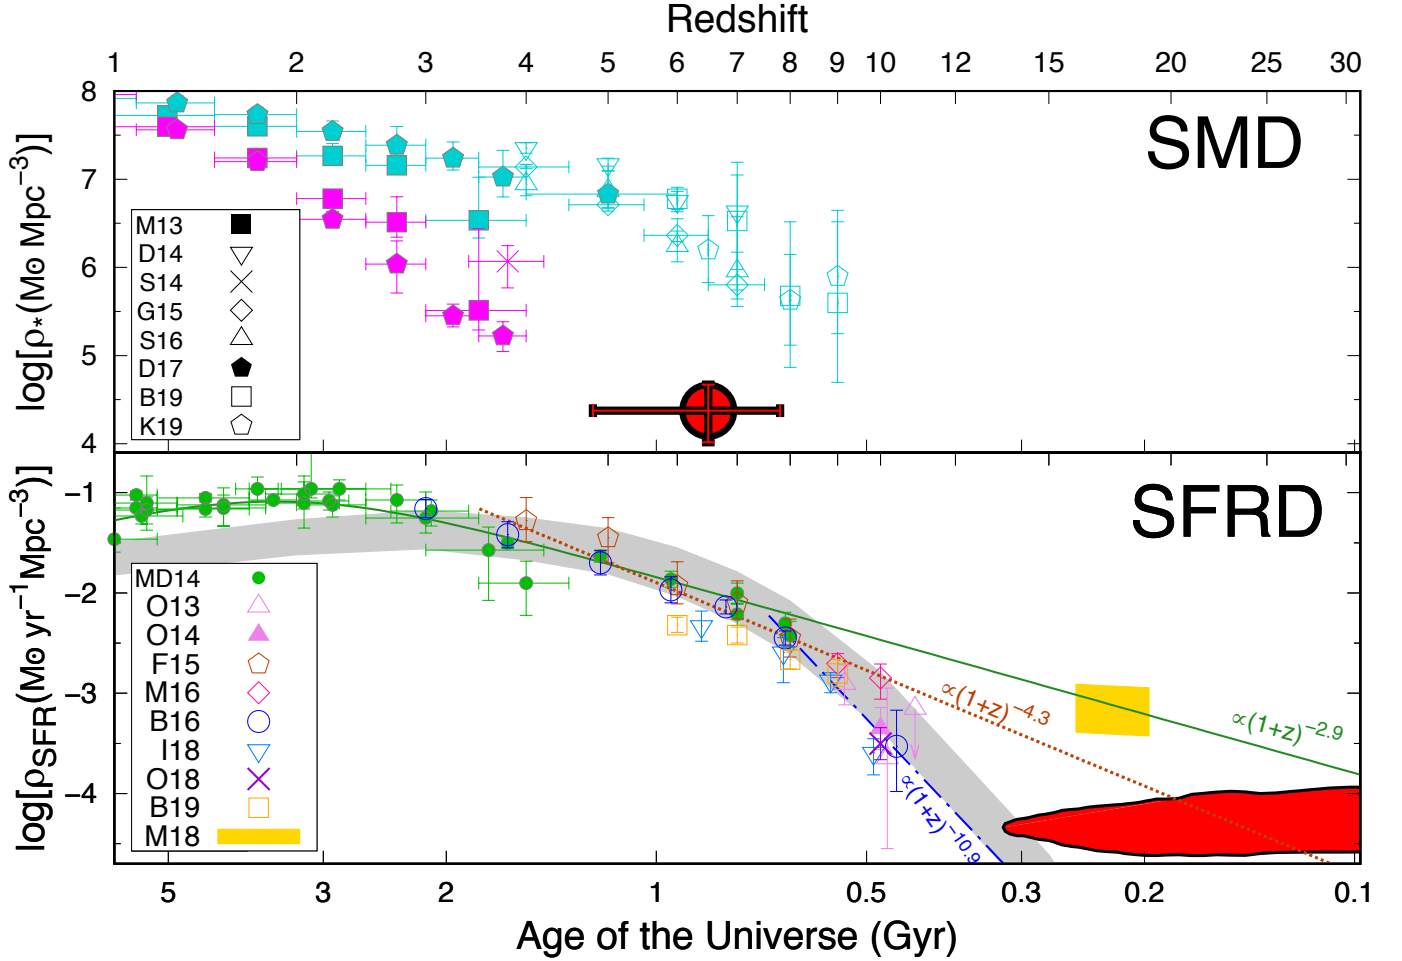 Redshift
1 2 3 4 5 6 7 8 9 10 12 15 20 25 30
SMD
log[ρ*(M⊙ Mpc⁻³)]
8
7
6
5
4
M13
D14
S14
G15
S16
D17
B19
K19
SFRD
log[ρSFR(M⊙ yr⁻¹Mpc⁻³)]
−1
−2
−3
−4
MD14
O13
O14
F15
M16
B16
I18
O18
B19
M18
∝(1+z)⁻⁴·³
∝(1+z)⁻²·⁹
∝(1+z)⁻¹⁰·⁹
5 3 2 1 0.5 0.3 0.2 0.1
Age of the Universe (Gyr)